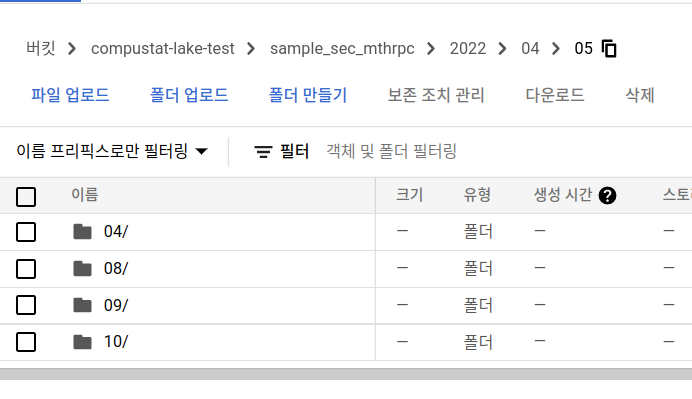 버킷 > compustat-lake-test > sample_sec_mthrpc > 2022 > 04 > 05
파일 업로드 폴더 업로드 폴더 만들기 보존 조치 관리 다운로드 삭제
이름 프리픽스로만 필터링 필터 객체 및 폴더 필터링
이름 크기 유형 생성 시간 ?
04/ — 폴더 — —
08/ — 폴더 — —
09/ — 폴더 — —
10/ — 폴더 — —